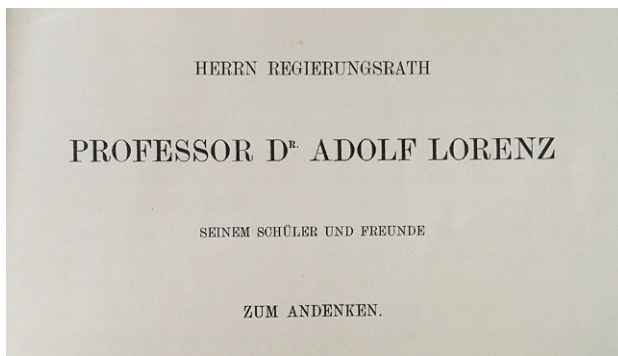 HERRN REGIERUNGSRATH
PROFESSOR DR. ADOLF LORENZ
SEINEM SCHÜLER UND FREUNDE
ZUM ANDENKEN.